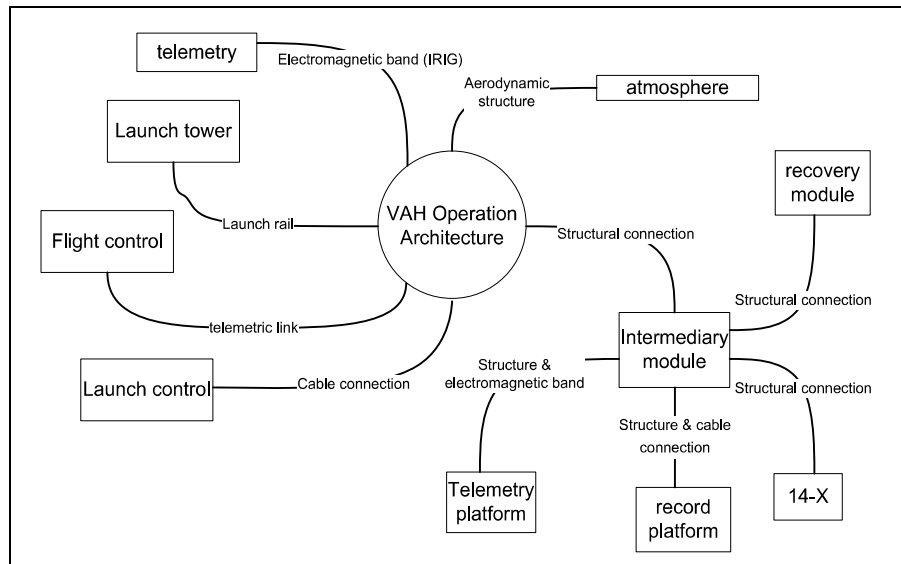 telemetry
Electromagnetic band (IRIG)
Aerodynamic
structure
atmosphere
Launch tower
recovery
module
Launch rail
VAH Operation
Architecture
Structural connection
Flight control
telemetric link
Structural connection
Intermediary
module
Launch control
Cable connection
Structure &
electromagnetic band
Structural connection
Structure & cable
connection
Telemetry
platform
record
platform
14-X